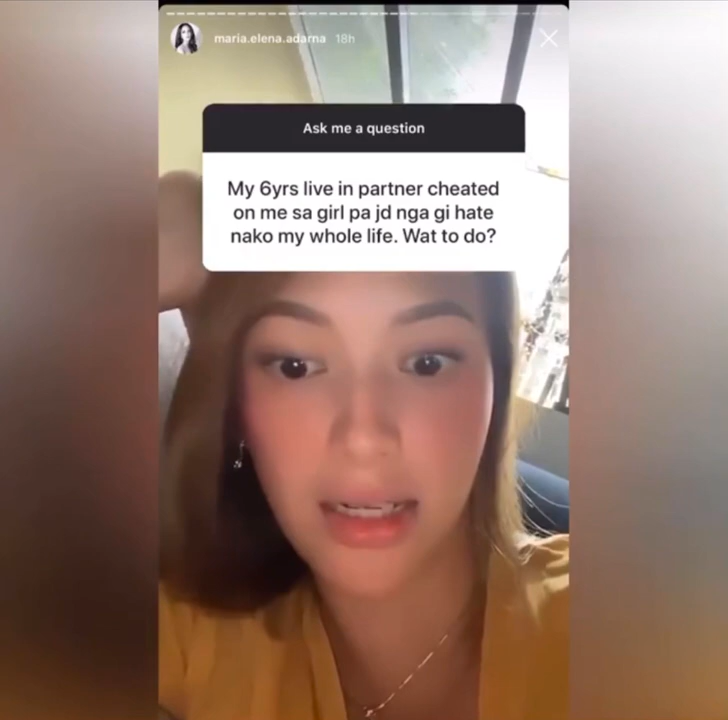 maria.elena.adarna 18h
Ask me a question
My 6yrs live in partner cheated
on me sa girl pa jd nga gi hate
nako my whole life. Wat to do?